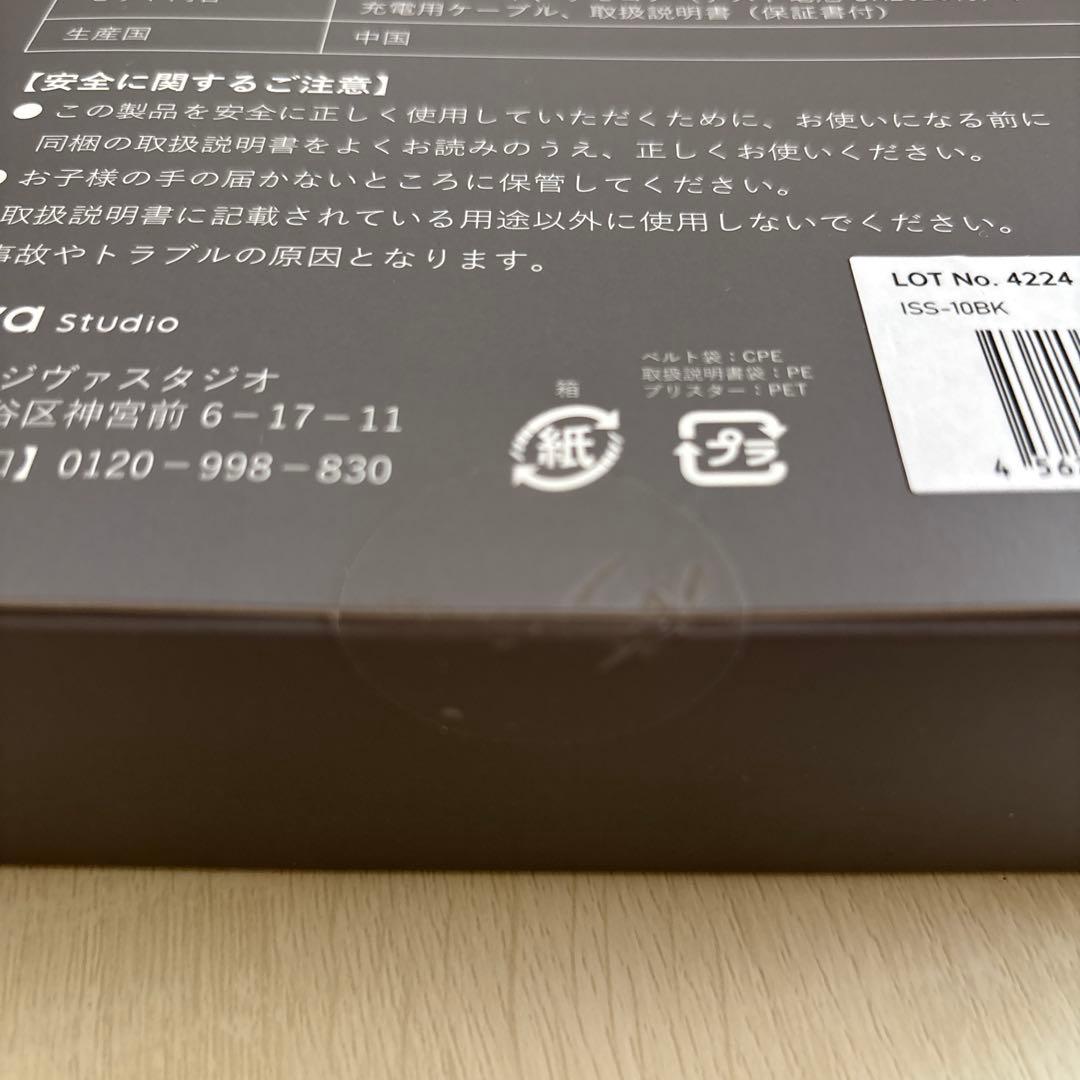 充電用ケーブル、取扱説明書（保証書付）
生産国 中国
【安全に関するご注意】
●この製品を安全に正しく使用していただくために、お使いになる前に
同梱の取扱説明書をよくお読みのうえ、正しくお使いください。
●お子様の手の届かないところに保管してください。
取扱説明書に記載されている用途以外に使用しないでください。
事故やトラブルの原因となります。
va Studio
ジヴァスタジオ
谷区神宮前 6－17－11
】0120－998－830
箱
紙
ベルト袋：CPE
取扱説明書袋：PE
ブリスター：PET
プラ
LOT No. 4224
ISS-10BK
4 56